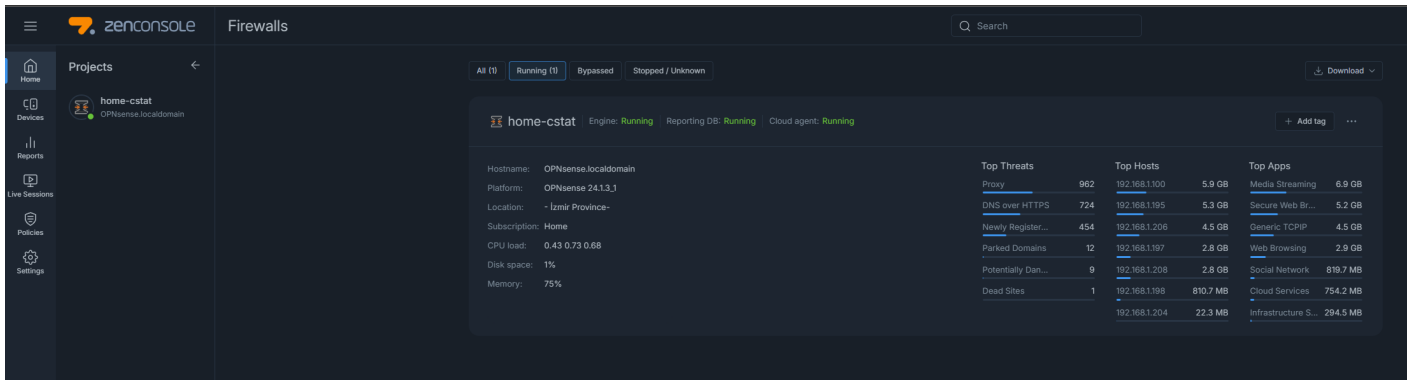 zenconsole
Firewalls
Search
Home
Devices
Reports
Live Sessions
Policies
Settings
Projects
home-cstat
OPNsense.localdomain
All (1)
Running (1)
Bypassed
Stopped / Unknown
Download
home-cstat
Engine: Running
Reporting DB: Running
Cloud agent: Running
+ Add tag
...
Hostname: OPNsense.localdomain
Platform: OPNsense 24.1.3_1
Location: - İzmir Province-
Subscription: Home
CPU load: 0.43 0.73 0.68
Disk space: 1%
Memory: 75%
Top Threats
Proxy 962
DNS over HTTPS 724
Newly Register... 454
Parked Domains 12
Potentially Dan... 9
Dead Sites 1
Top Hosts
192.168.1.100 5.9 GB
192.168.1.195 5.3 GB
192.168.1.206 4.5 GB
192.168.1.197 2.8 GB
192.168.1.208 2.8 GB
192.168.1.198 810.7 MB
192.168.1.204 22.3 MB
Top Apps
Media Streaming 6.9 GB
Secure Web Br... 5.2 GB
Generic TCPIP 4.5 GB
Web Browsing 2.9 GB
Social Network 819.7 MB
Cloud Services 754.2 MB
Infrastructure S... 294.5 MB